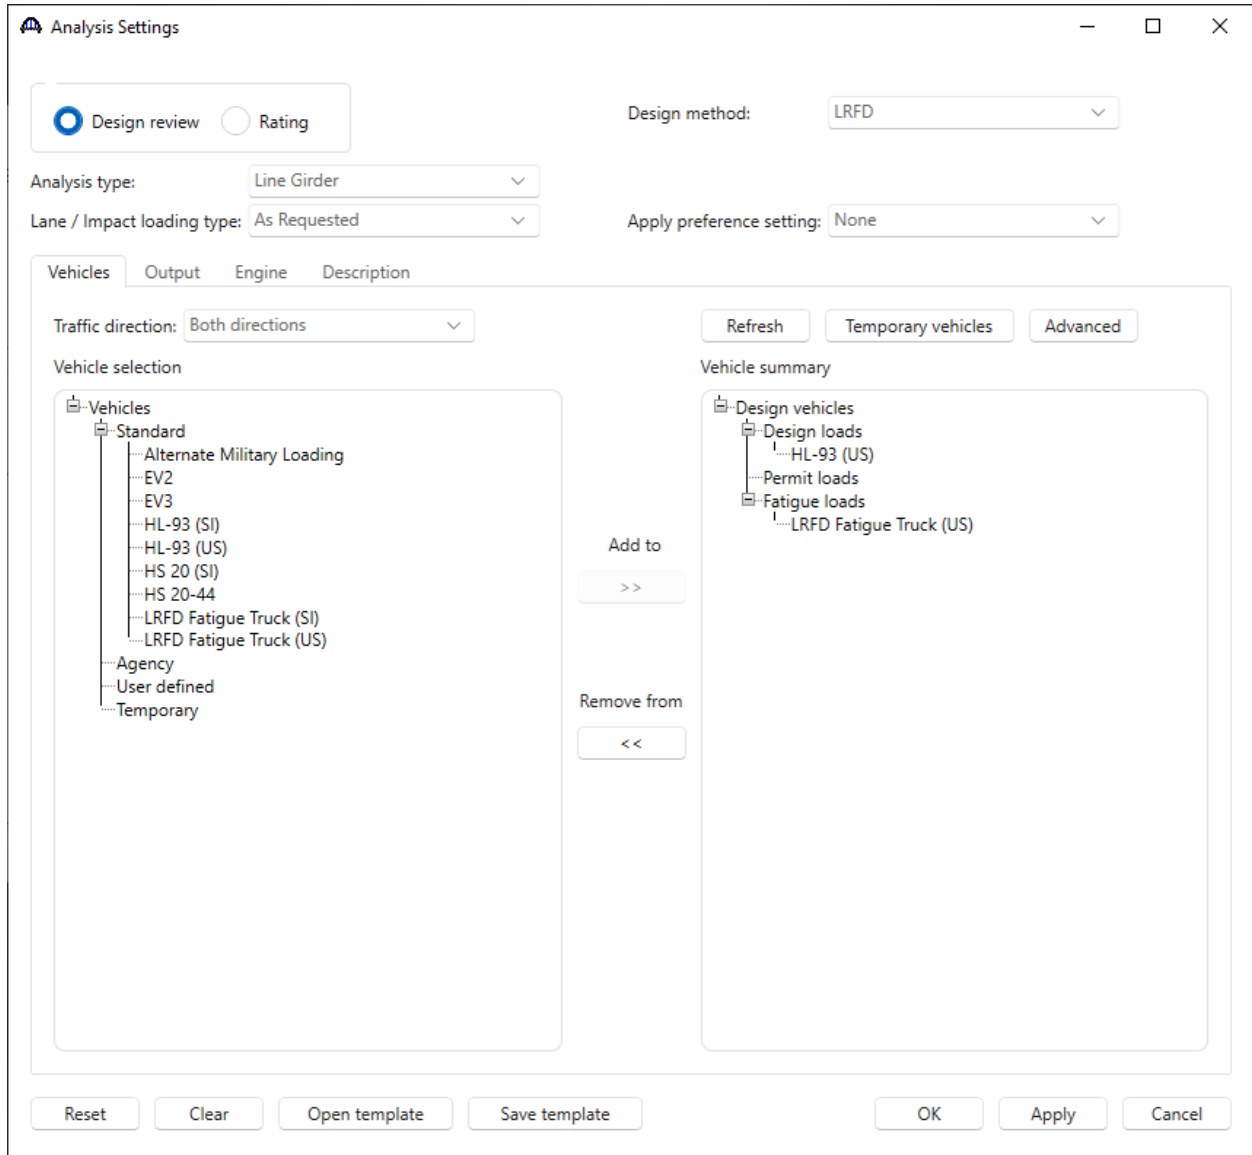 Analysis Settings
Design review
Rating
Design method:
LRFD
Analysis type:
Line Girder
Lane / Impact loading type:
As Requested
Apply preference setting:
None
Vehicles
Output
Engine
Description
Traffic direction:
Both directions
Refresh
Temporary vehicles
Advanced
Vehicle selection
Vehicles
Standard
Alternate Military Loading
EV2
EV3
HL-93 (SI)
HL-93 (US)
HS 20 (SI)
HS 20-44
LRFD Fatigue Truck (SI)
LRFD Fatigue Truck (US)
Agency
User defined
Temporary
Add to
>>
Remove from
<<
Vehicle summary
Design vehicles
Design loads
HL-93 (US)
Permit loads
Fatigue loads
LRFD Fatigue Truck (US)
Reset
Clear
Open template
Save template
OK
Apply
Cancel